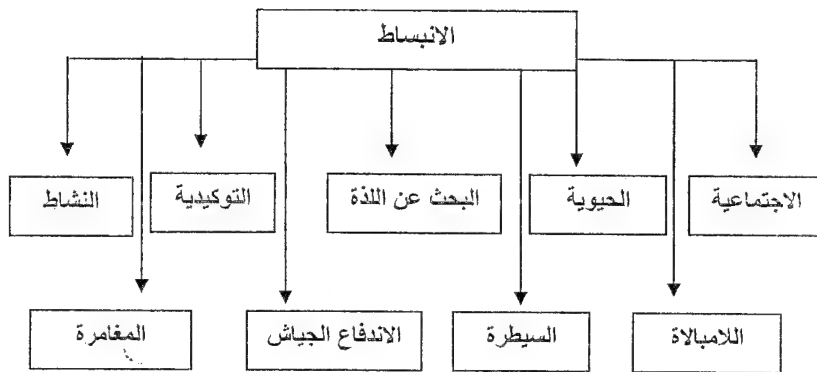 الانبساط
الاجتماعية
الحيوية
البحث عن اللذة
التوكيدية
النشاط
اللامبالاة
السيطرة
الاندفاع الجياش
المغامرة